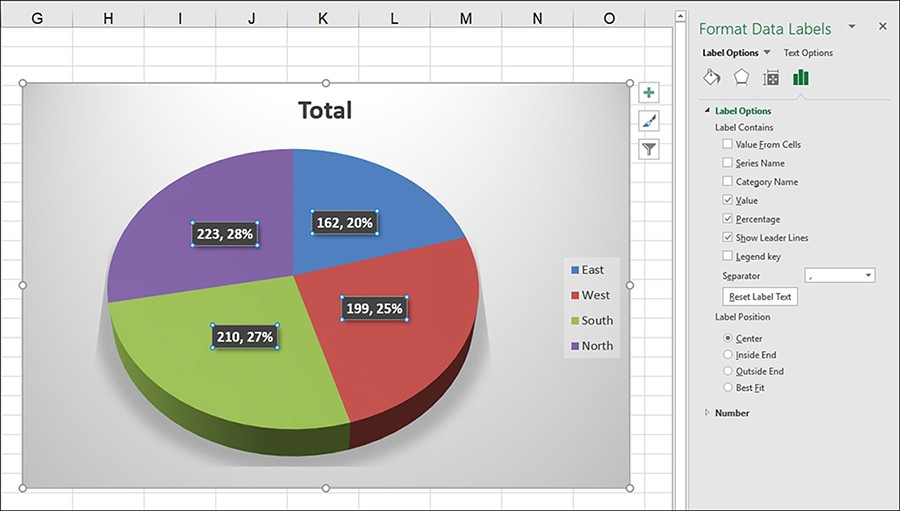 G H I J K L M N O
Total
223, 28%
162, 20%
199, 25%
210, 27%
East
West
South
North
Format Data Labels
Label Options Text Options
Label Options
Label Contains
Value From Cells
Series Name
Category Name
Value
Percentage
Show Leader Lines
Legend key
Separator ,
Reset Label Text
Label Position
Center
Inside End
Outside End
Best Fit
Number